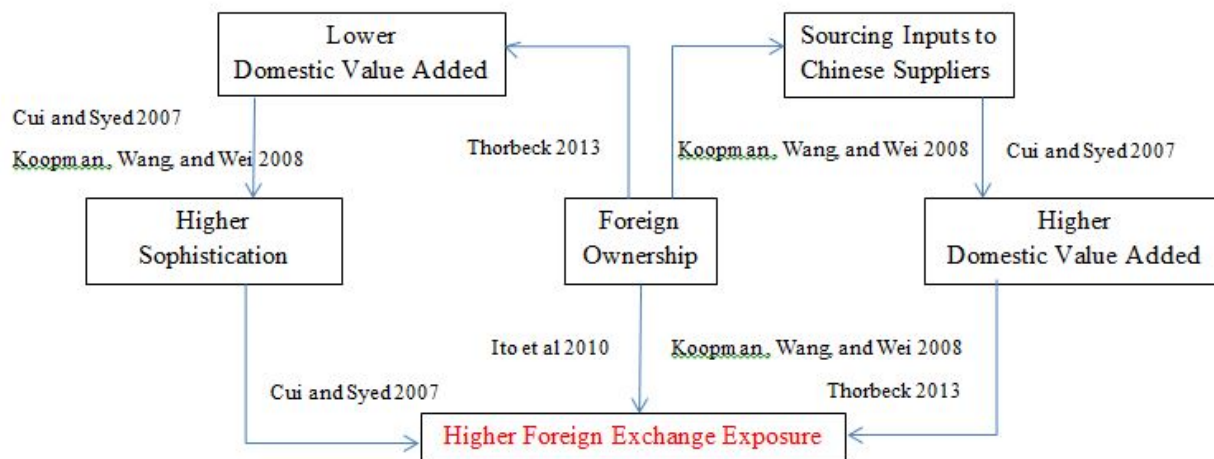 Lower
Domestic Value Added
Sourcing Inputs to
Chinese Suppliers
Cui and Syed 2007
Koopman, Wang, and Wei 2008
Thorbeck 2013
Koopman, Wang, and Wei 2008
Cui and Syed 2007
Higher
Sophistication
Foreign
Ownership
Higher
Domestic Value Added
Ito et al 2010
Koopman, Wang, and Wei 2008
Cui and Syed 2007
Thorbeck 2013
Higher Foreign Exchange Exposure